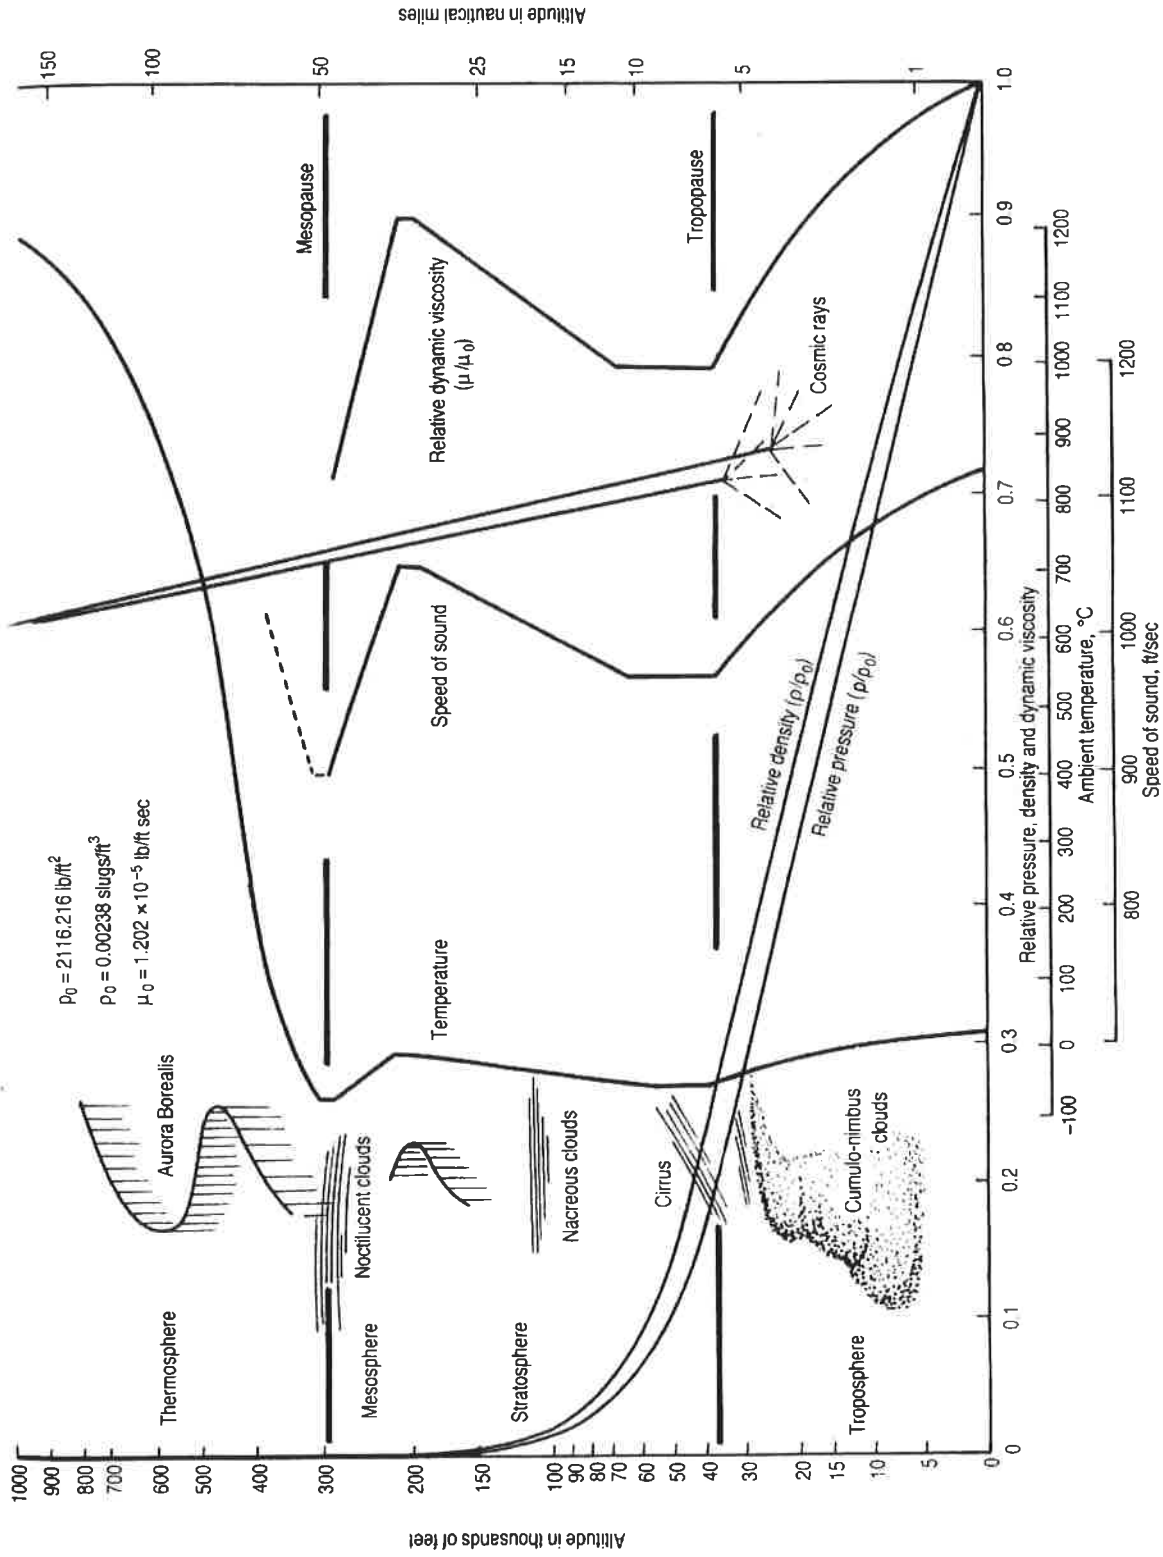 Altitude in nautical miles
150
100
50
25
15
10
5
1
Altitude in thousands of feet
1000
900
800
700
600
500
400
300
200
150
100
90
80
70
60
50
40
30
20
15
10
5
0
p₀ = 2116.216 lb/ft²
ρ₀ = 0.00238 slugs/ft³
μ₀ = 1.202 × 10⁻⁵ lb/ft sec
Thermosphere
Aurora Borealis
Mesopause
Noctilucent clouds
Mesosphere
Temperature
Speed of sound
Relative dynamic viscosity
(μ/μ₀)
Stratosphere
Nacreous clouds
Cirrus
Tropopause
Cosmic rays
Relative density (ρ/ρ₀)
Relative pressure (p/p₀)
Troposphere
Cumulo-nimbus
clouds
0 0.1 0.2 0.3 0.4 0.5 0.6 0.7 0.8 0.9 1.0
Relative pressure, density and dynamic viscosity
−100 0 100 200 300 400 500 600 700 800 900 1000 1100 1200
Ambient temperature, °C
800 900 1000 1100 1200
Speed of sound, ft/sec